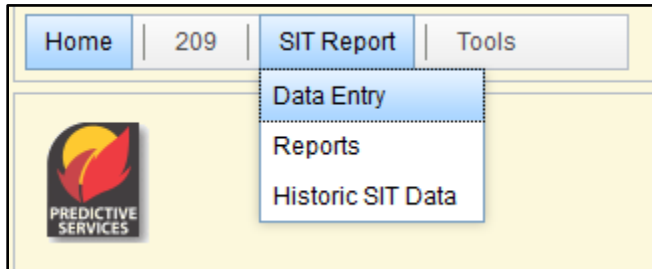 Home 209 SIT Report Tools
Data Entry
Reports
Historic SIT Data
PREDICTIVE
SERVICES